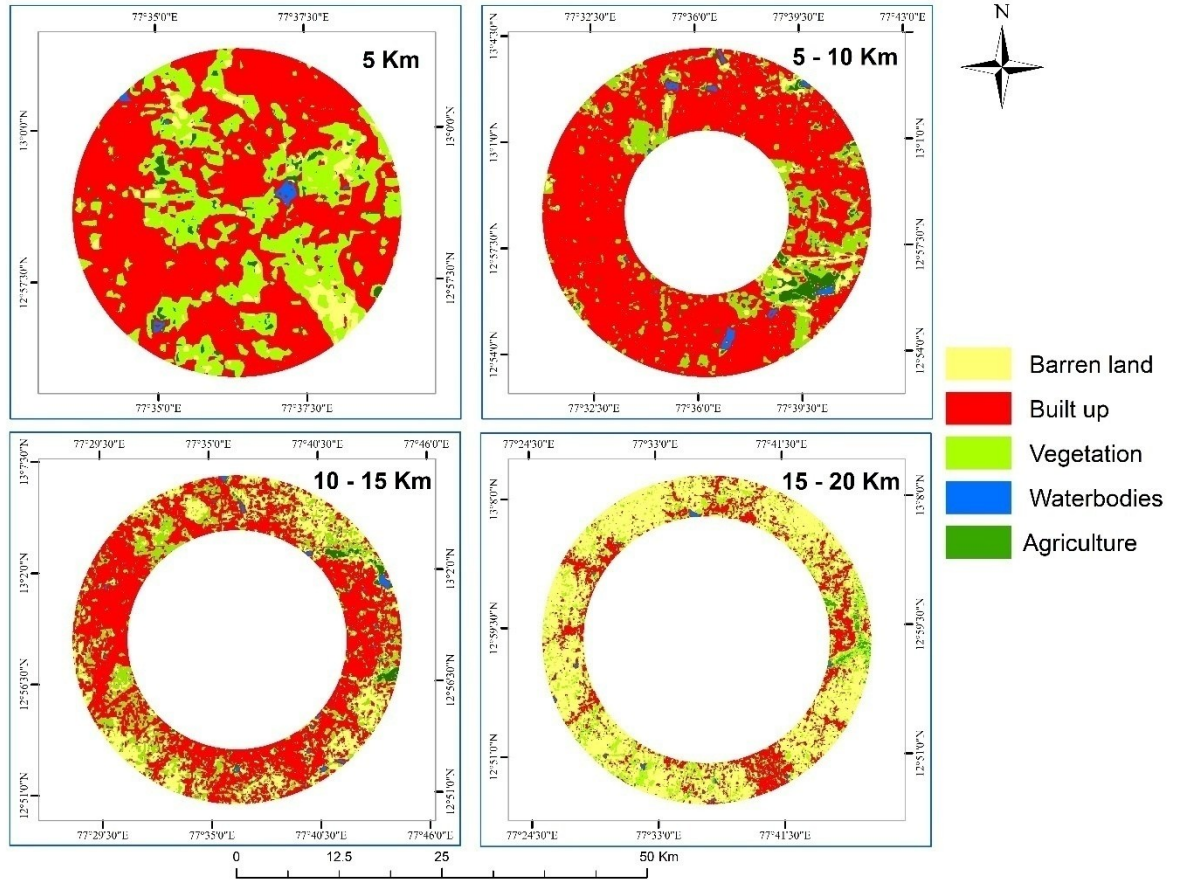 77°35'0"E 77°37'30"E
5 Km
13°0'0"N
13°0'0"N
12°57'30"N
12°57'30"N
77°35'0"E 77°37'30"E
77°32'30"E 77°36'0"E 77°39'30"E 77°43'0"E
5 - 10 Km
13°4'30"N
13°1'0"N
13°1'0"N
12°57'30"N
12°57'30"N
12°54'0"N
12°54'0"N
77°32'30"E 77°36'0"E 77°39'30"E
N
77°29'30"E 77°35'0"E 77°40'30"E 77°46'0"E
10 - 15 Km
13°7'30"N
13°2'0"N
13°2'0"N
12°56'30"N
12°56'30"N
12°51'0"N
12°51'0"N
77°29'30"E 77°35'0"E 77°40'30"E 77°46'0"E
77°24'30"E 77°33'0"E 77°41'30"E
15 - 20 Km
13°8'0"N
13°8'0"N
12°59'30"N
12°59'30"N
12°51'0"N
12°51'0"N
77°24'30"E 77°33'0"E 77°41'30"E
Barren land
Built up
Vegetation
Waterbodies
Agriculture
0 12.5 25 50 Km